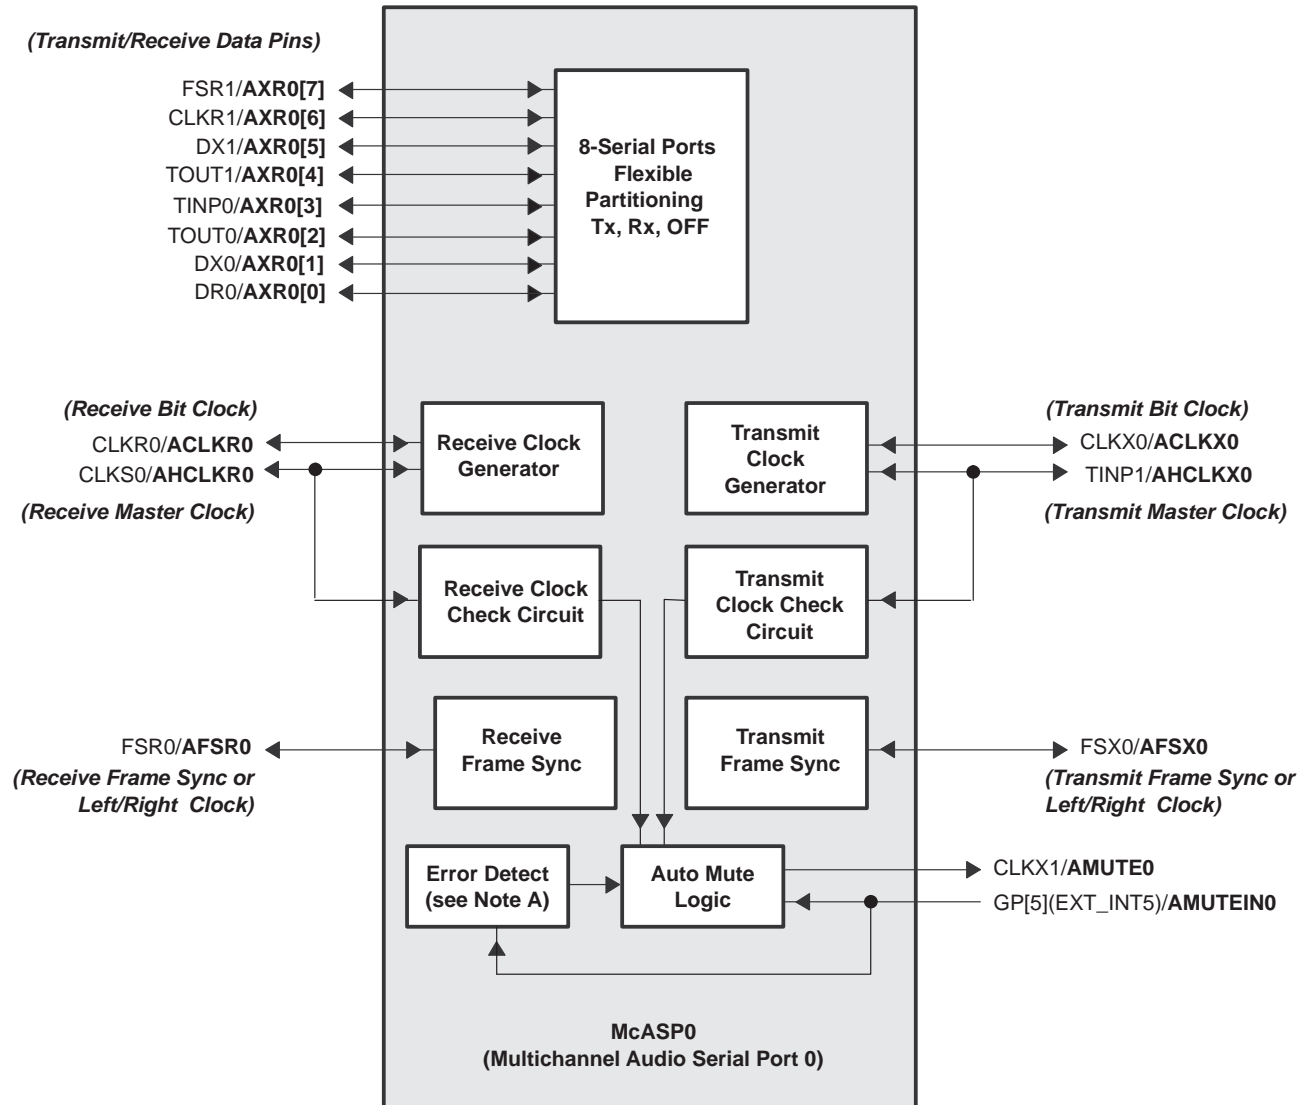 (Transmit/Receive Data Pins)
FSR1/AXR0[7]
CLKR1/AXR0[6]
DX1/AXR0[5]
TOUT1/AXR0[4]
TINP0/AXR0[3]
TOUT0/AXR0[2]
DX0/AXR0[1]
DR0/AXR0[0]
8-Serial Ports
Flexible
Partitioning
Tx, Rx, OFF
(Receive Bit Clock)
CLKR0/ACLKR0
CLKS0/AHCLKR0
(Receive Master Clock)
Receive Clock
Generator
Transmit
Clock
Generator
(Transmit Bit Clock)
CLKX0/ACLKX0
TINP1/AHCLKX0
(Transmit Master Clock)
Receive Clock
Check Circuit
Transmit
Clock Check
Circuit
FSR0/AFSR0
(Receive Frame Sync or
Left/Right Clock)
Receive
Frame Sync
Transmit
Frame Sync
FSX0/AFSX0
(Transmit Frame Sync or
Left/Right Clock)
Error Detect
(see Note A)
Auto Mute
Logic
CLKX1/AMUTE0
GP[5](EXT_INT5)/AMUTEIN0
McASP0
(Multichannel Audio Serial Port 0)